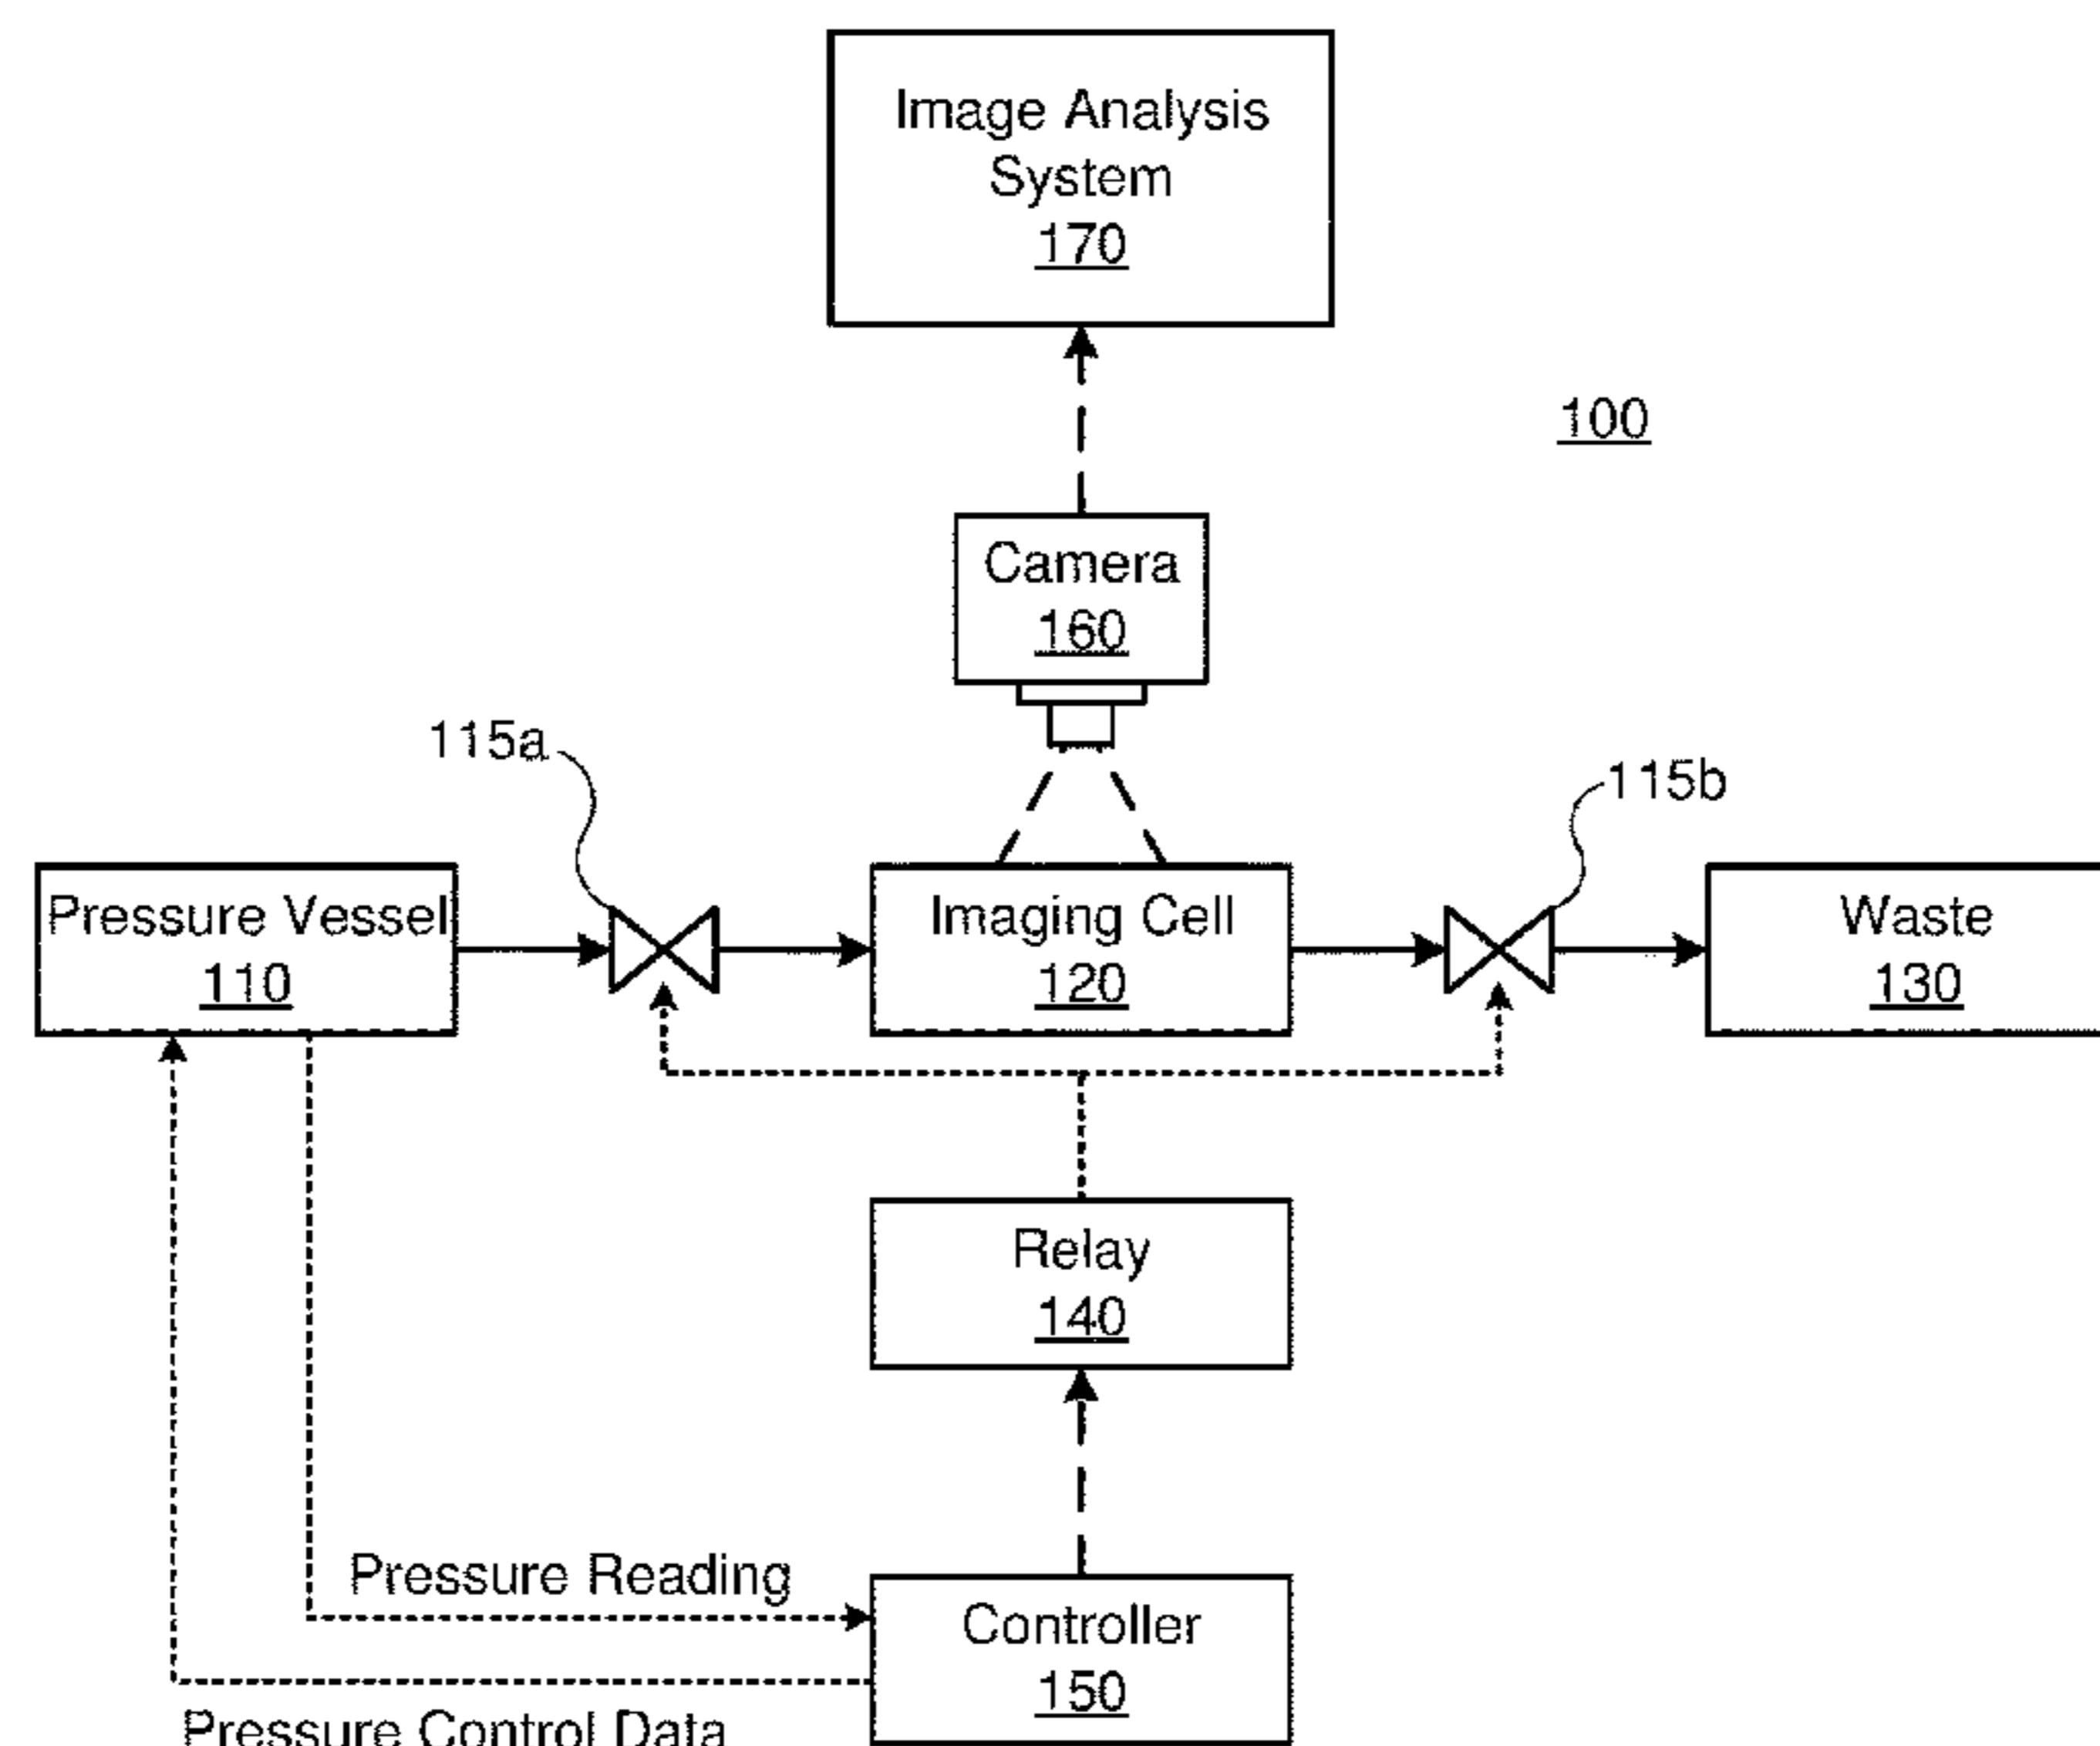 Image Analysis
System
170
100
Camera
160
115a
115b
Pressure Vessel
110
Imaging Cell
120
Waste
130
Relay
140
Pressure Reading
Controller
150
Pressure Control Data